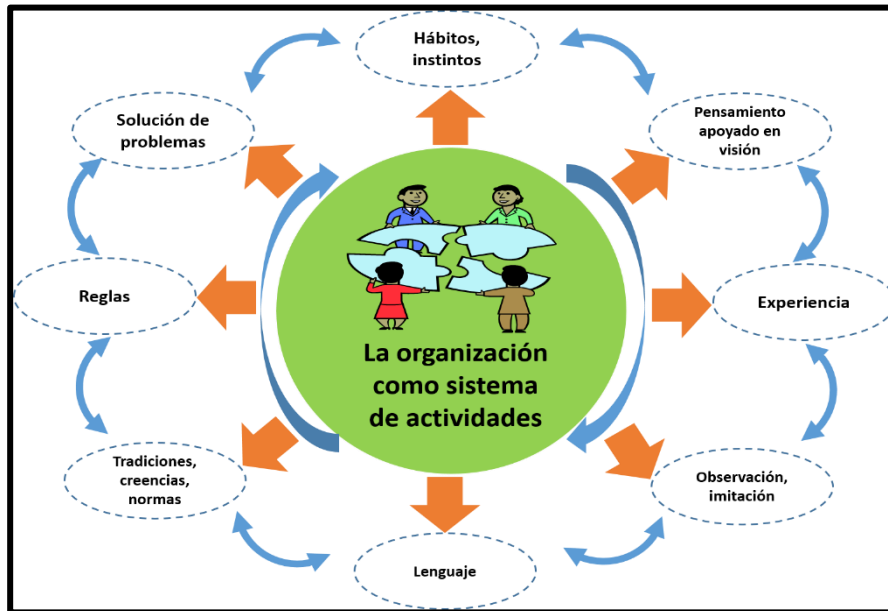 Hábitos,
instintos
Solución de
problemas
Pensamiento
apoyado en
visión
Reglas
Experiencia
La organización
como sistema
de actividades
Tradiciones,
creencias,
normas
Observación,
imitación
Lenguaje